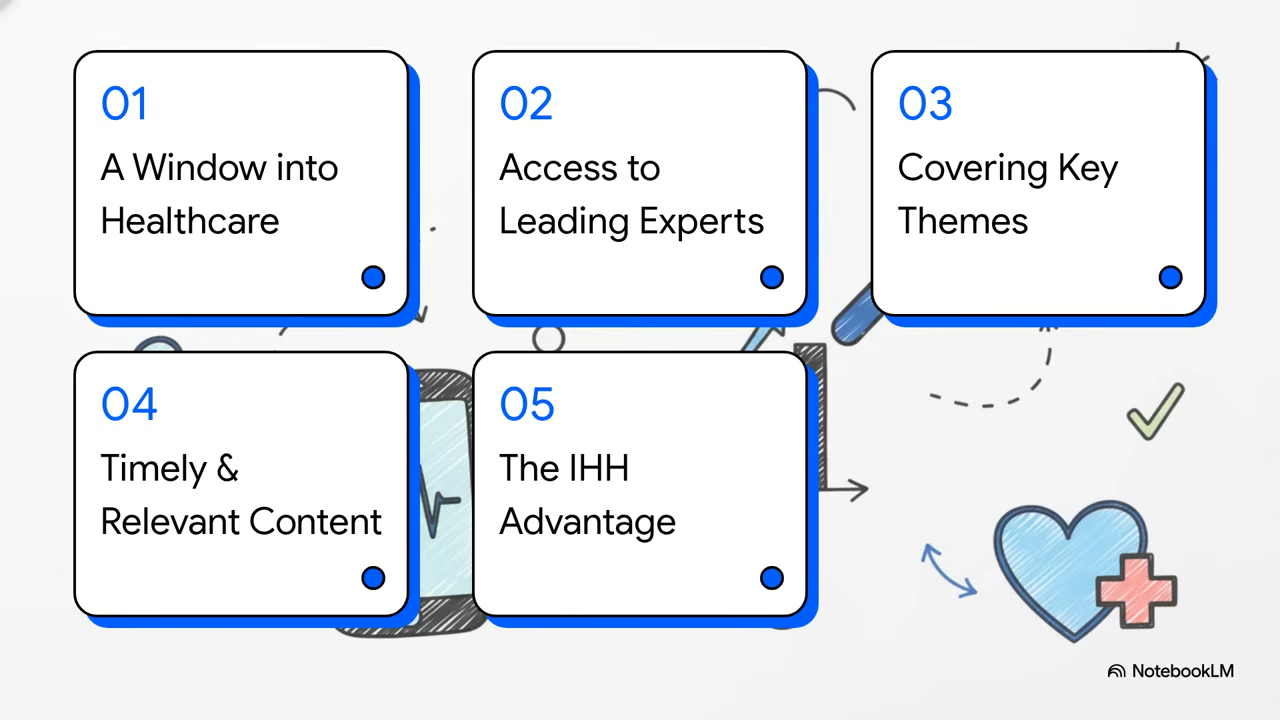 01
A Window into
Healthcare
02
Access to
Leading Experts
03
Covering Key
Themes
04
Timely &
Relevant Content
05
The IHH
Advantage
NotebookLM